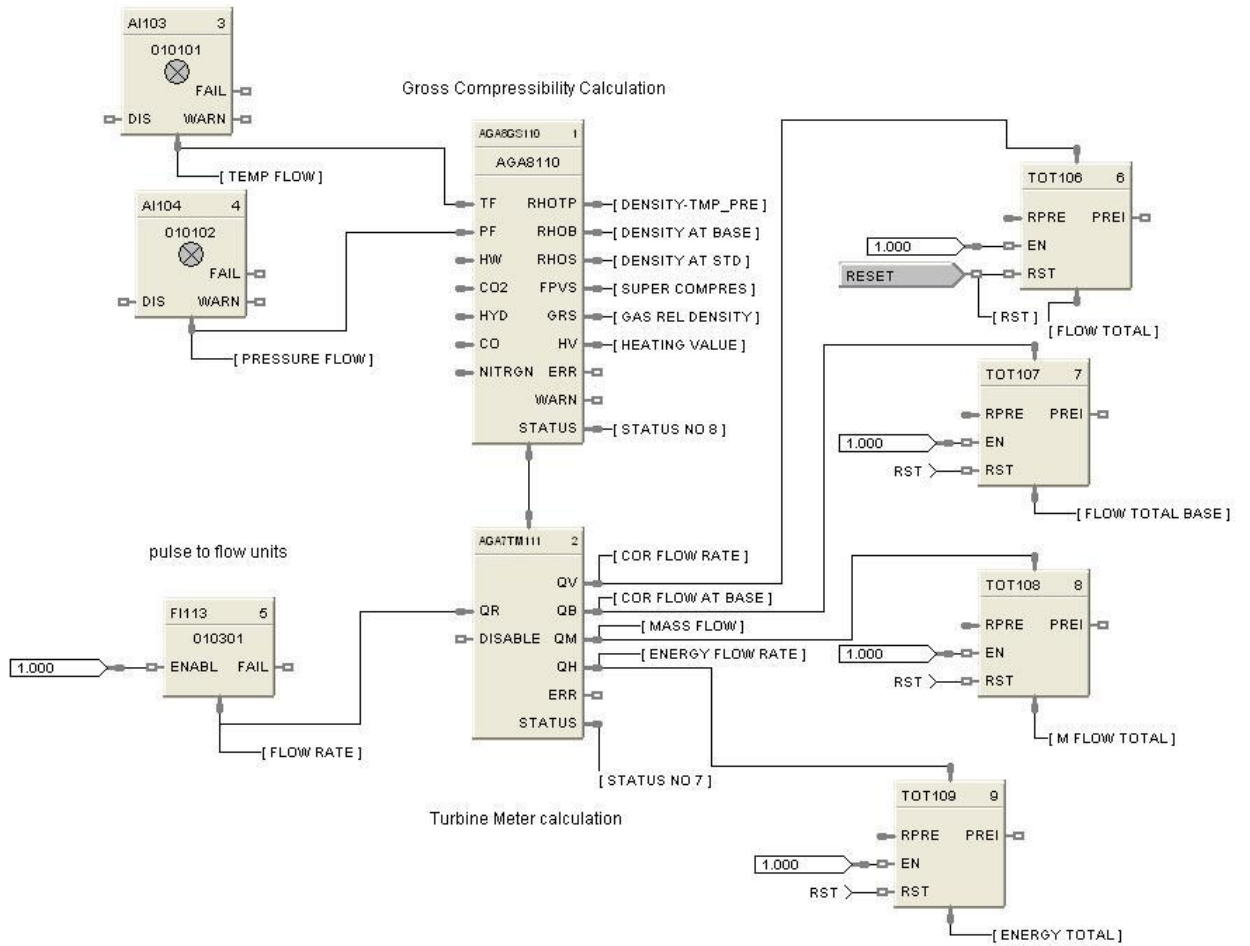 AI103 3
010101
FAIL
DIS WARN
[ TEMP FLOW ]
AI104 4
010102
FAIL
DIS WARN
[ PRESSURE FLOW ]
Gross Compressibility Calculation
AGA8GS110 1
AGA8110
TF RHOTP [ DENSITY-TMP_PRE ]
PF RHOB [ DENSITY AT BASE ]
HW RHOS [ DENSITY AT STD ]
CO2 FPVS [ SUPER COMPRES ]
HYD GRS [ GAS REL DENSITY ]
CO HV [ HEATING VALUE ]
NITRGN ERR
WARN
STATUS [ STATUS NO 8 ]
pulse to flow units
FI113 5
010301
1.000 ENABL FAIL
[ FLOW RATE ]
AGA7TM111 2
[ COR FLOW RATE ]
QV
[ COR FLOW AT BASE ]
QR QB
[ MASS FLOW ]
DISABLE QM
[ ENERGY FLOW RATE ]
QH
ERR
STATUS
[ STATUS NO 7 ]
Turbine Meter calculation
TOT106 6
RPRE PREI
1.000 EN
RESET RST
[ RST ]
[ FLOW TOTAL ]
TOT107 7
RPRE PREI
1.000 EN
RST RST
[ FLOW TOTAL BASE ]
TOT108 8
RPRE PREI
1.000 EN
RST RST
[ M FLOW TOTAL ]
TOT109 9
RPRE PREI
1.000 EN
RST RST
[ ENERGY TOTAL ]